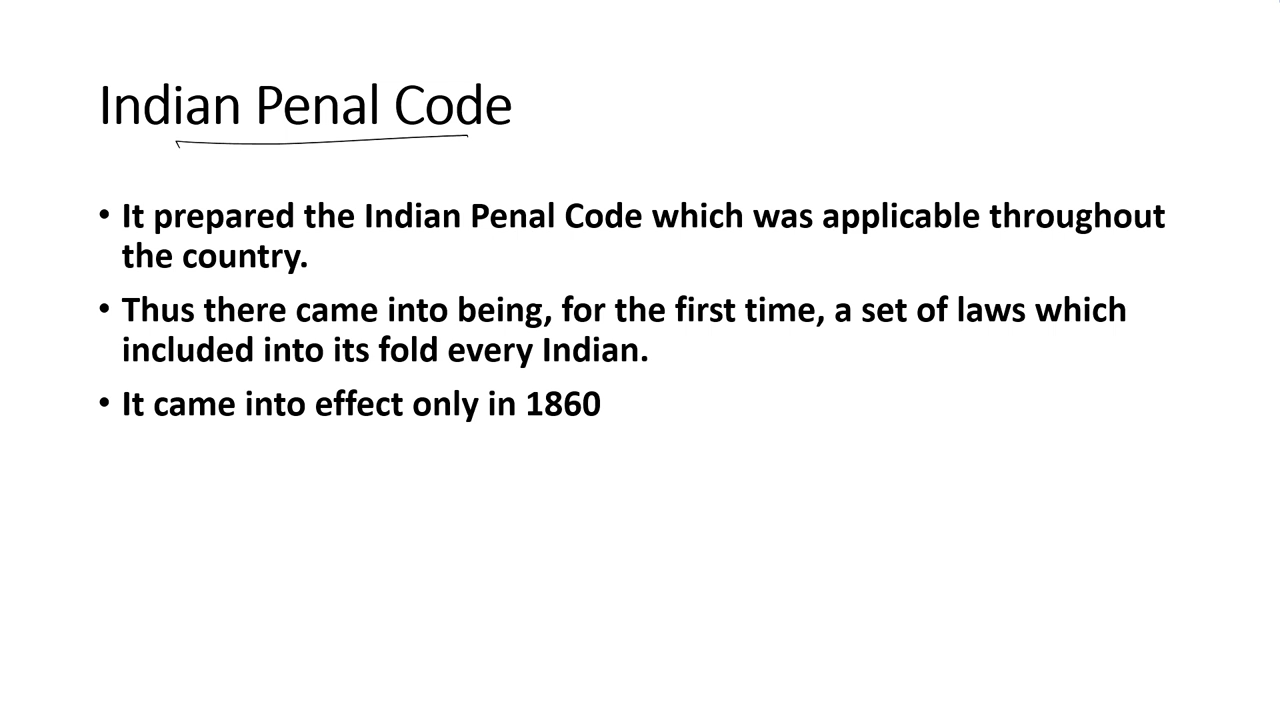 Indian Penal Code
• It prepared the Indian Penal Code which was applicable throughout
the country.
• Thus there came into being, for the first time, a set of laws which
included into its fold every Indian.
• It came into effect only in 1860